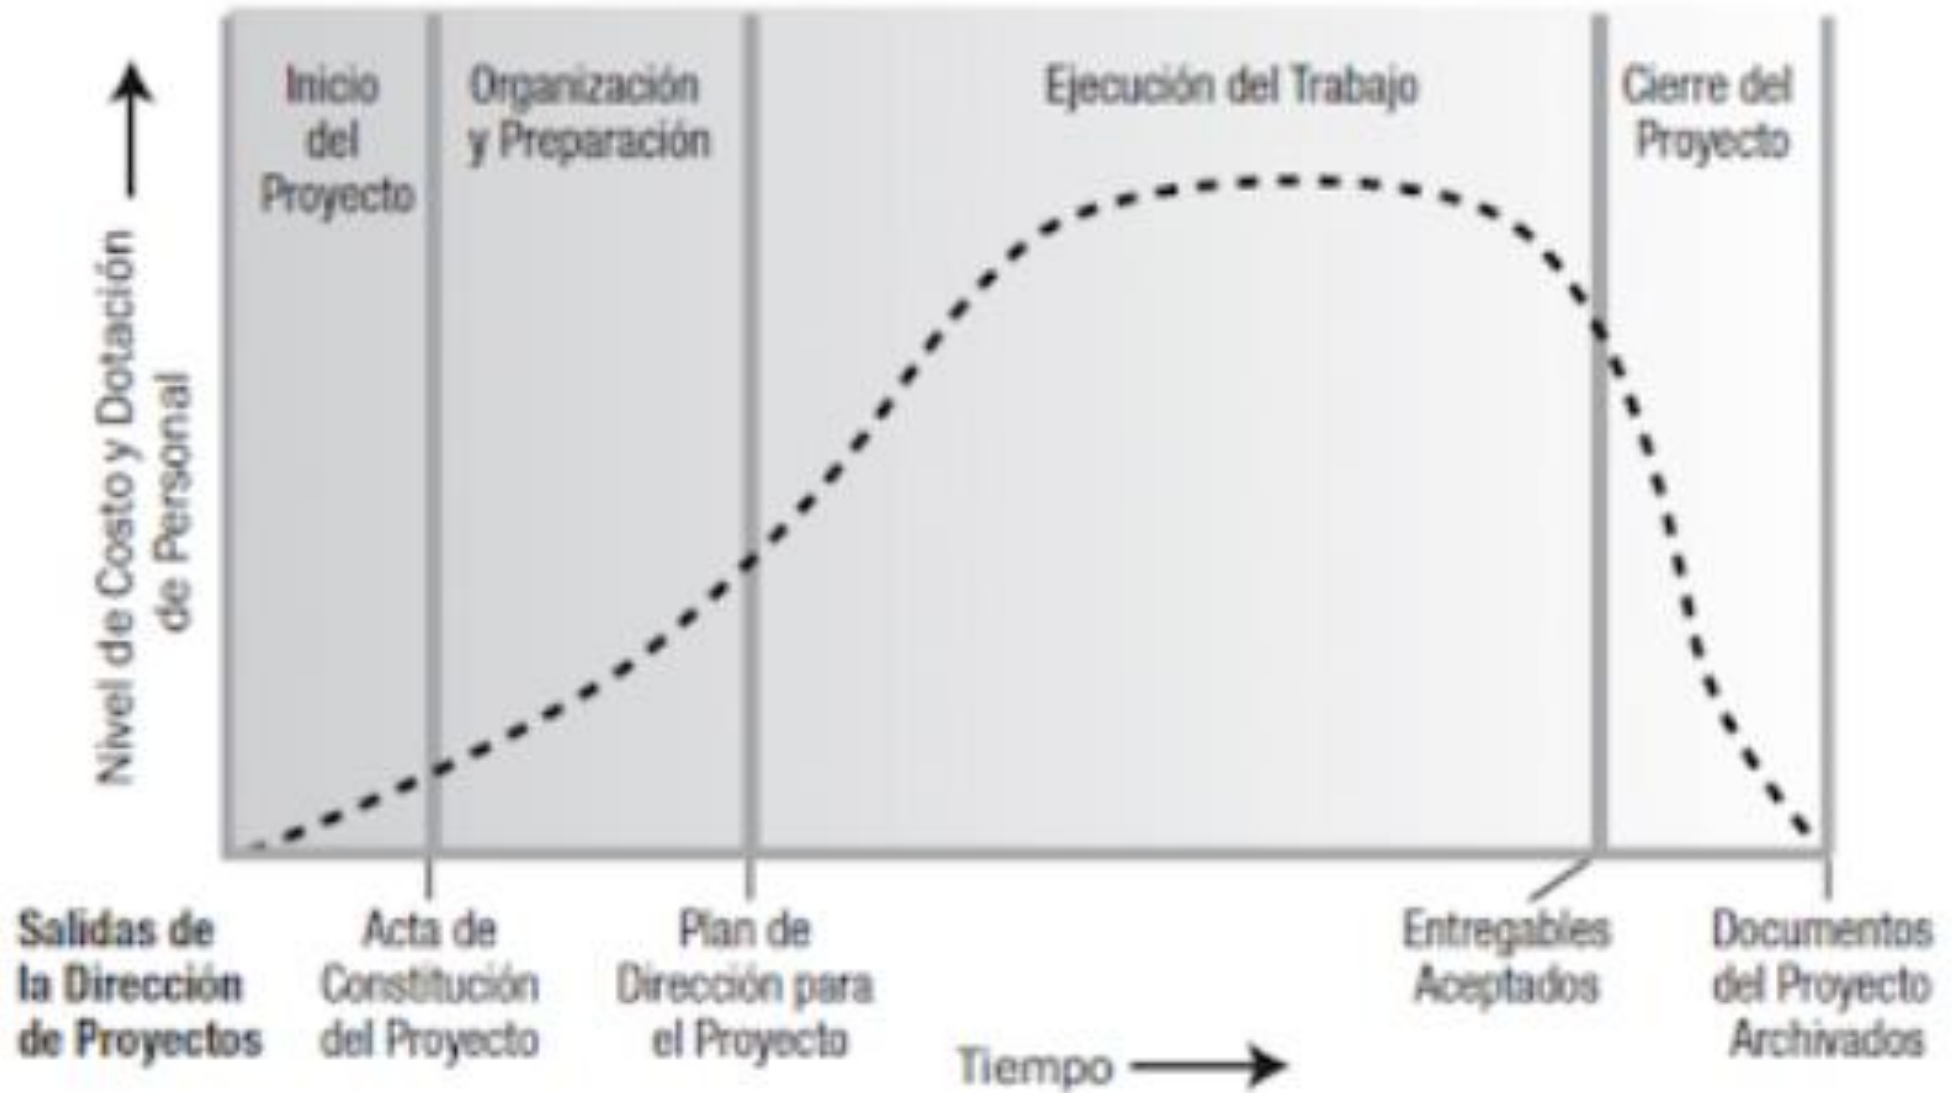 Inicio
del
Proyecto
Organización
y Preparación
Ejecución del Trabajo
Cierre del
Proyecto
Nivel de Costo y Dotación
de Personal
Salidas de
la Dirección
de Proyectos
Acta de
Constitución
del Proyecto
Plan de
Dirección para
el Proyecto
Entregables
Aceptados
Documentos
del Proyecto
Archivados
Tiempo